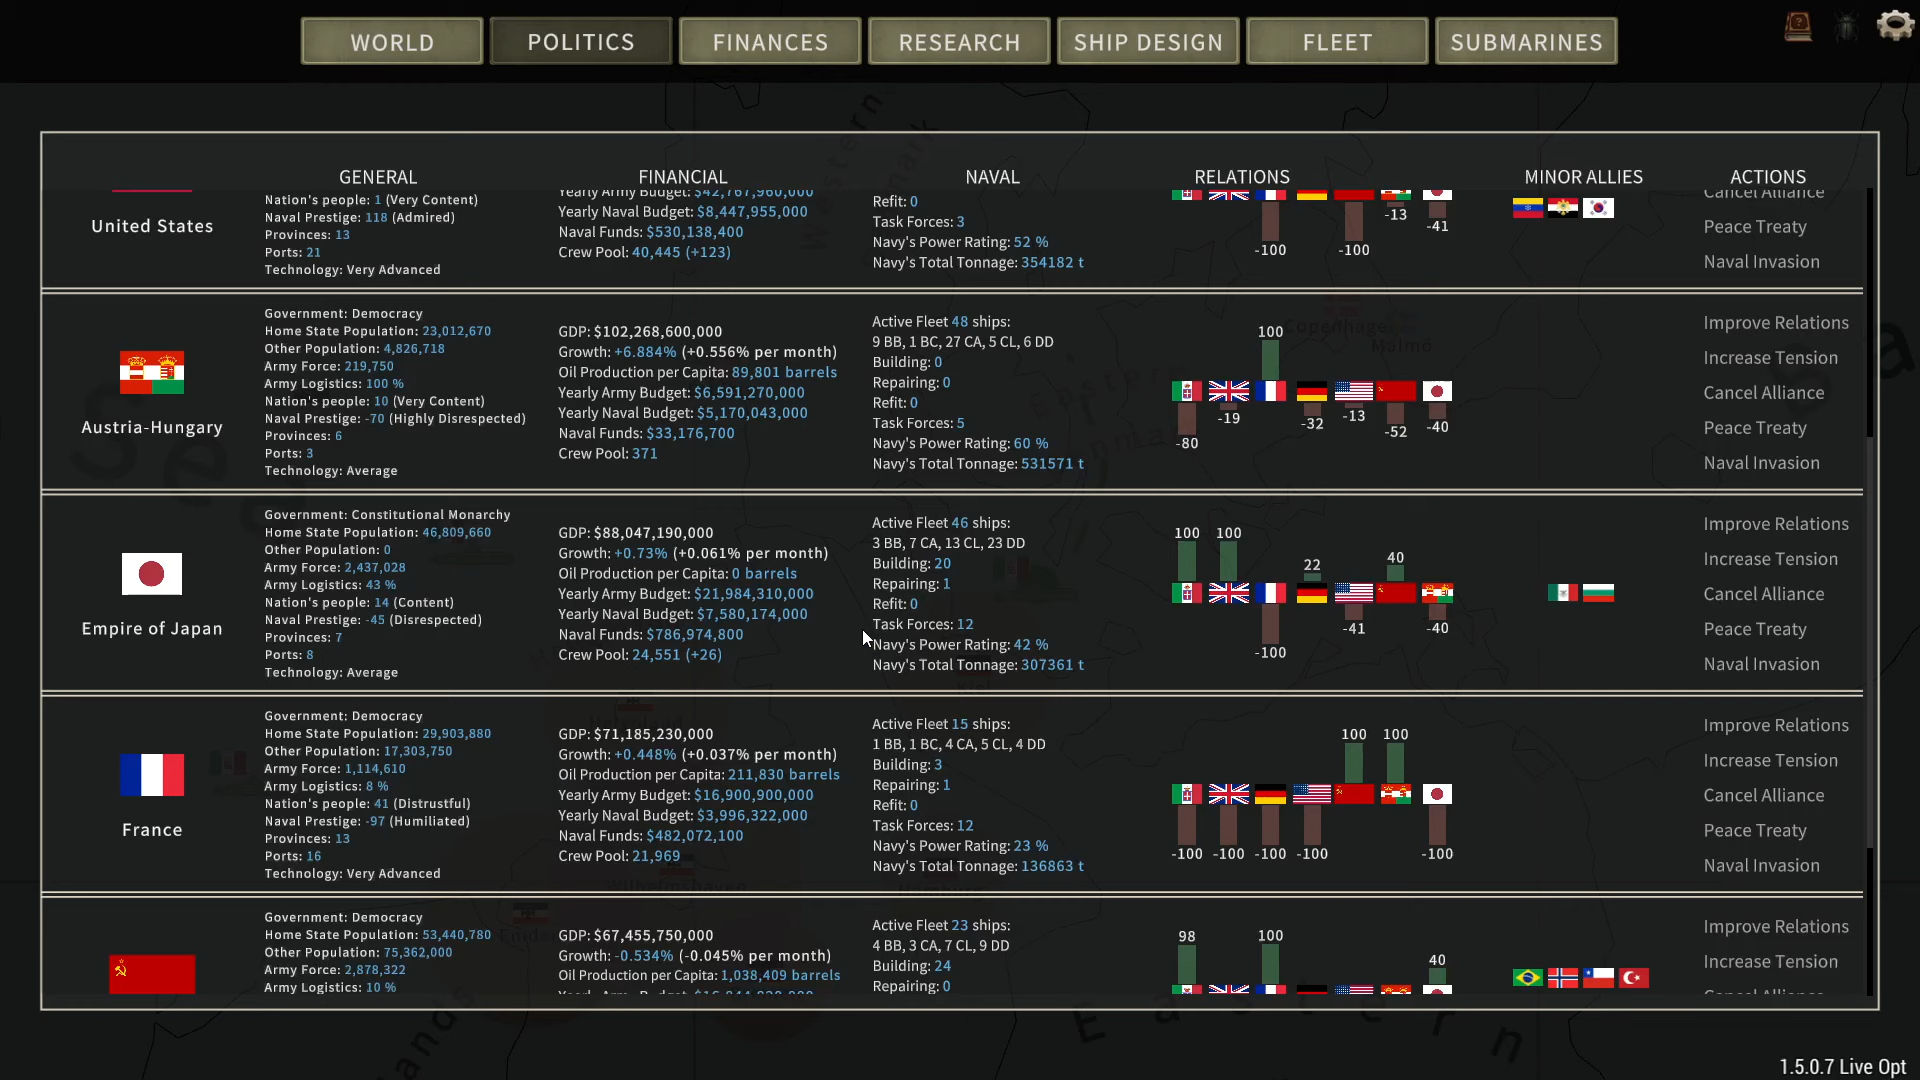 WORLD
POLITICS
FINANCES
RESEARCH
SHIP DESIGN
FLEET
SUBMARINES
GENERAL
FINANCIAL
NAVAL
RELATIONS
MINOR ALLIES
ACTIONS
United States
Nation's people: 1 (Very Content)
Naval Prestige: 118 (Admired)
Provinces: 13
Ports: 21
Technology: Very Advanced
Yearly Army Budget: $42,767,960,000
Yearly Naval Budget: $8,447,955,000
Naval Funds: $530,138,400
Crew Pool: 40,445 (+123)
Refit: 0
Task Forces: 3
Navy's Power Rating: 52 %
Navy's Total Tonnage: 354182 t
-100
-100
-13
-41
Cancel Alliance
Peace Treaty
Naval Invasion
Austria-Hungary
Government: Democracy
Home State Population: 23,012,670
Other Population: 4,826,718
Army Force: 219,750
Army Logistics: 100 %
Nation's people: 10 (Very Content)
Naval Prestige: -70 (Highly Disrespected)
Provinces: 6
Ports: 3
Technology: Average
GDP: $102,268,600,000
Growth: +6.884% (+0.556% per month)
Oil Production per Capita: 89,801 barrels
Yearly Army Budget: $6,591,270,000
Yearly Naval Budget: $5,170,043,000
Naval Funds: $33,176,700
Crew Pool: 371
Active Fleet 48 ships:
9 BB, 1 BC, 27 CA, 5 CL, 6 DD
Building: 0
Repairing: 0
Refit: 0
Task Forces: 5
Navy's Power Rating: 60 %
Navy's Total Tonnage: 531571 t
100
-80
-19
-32
-13
-52
-40
Improve Relations
Increase Tension
Cancel Alliance
Peace Treaty
Naval Invasion
Empire of Japan
Government: Constitutional Monarchy
Home State Population: 46,809,660
Other Population: 0
Army Force: 2,437,028
Army Logistics: 43 %
Nation's people: 14 (Content)
Naval Prestige: -45 (Disrespected)
Provinces: 7
Ports: 8
Technology: Average
GDP: $88,047,190,000
Growth: +0.73% (+0.061% per month)
Oil Production per Capita: 0 barrels
Yearly Army Budget: $21,984,310,000
Yearly Naval Budget: $7,580,174,000
Naval Funds: $786,974,800
Crew Pool: 24,551 (+26)
Active Fleet 46 ships:
3 BB, 7 CA, 13 CL, 23 DD
Building: 20
Repairing: 1
Refit: 0
Task Forces: 12
Navy's Power Rating: 42 %
Navy's Total Tonnage: 307361 t
100
100
-100
22
-41
40
-40
Improve Relations
Increase Tension
Cancel Alliance
Peace Treaty
Naval Invasion
France
Government: Democracy
Home State Population: 29,903,880
Other Population: 17,303,750
Army Force: 1,114,610
Army Logistics: 8 %
Nation's people: 41 (Distrustful)
Naval Prestige: -97 (Humiliated)
Provinces: 13
Ports: 16
Technology: Very Advanced
GDP: $71,185,230,000
Growth: +0.448% (+0.037% per month)
Oil Production per Capita: 211,830 barrels
Yearly Army Budget: $16,900,900,000
Yearly Naval Budget: $3,996,322,000
Naval Funds: $482,072,100
Crew Pool: 21,969
Active Fleet 15 ships:
1 BB, 1 BC, 4 CA, 5 CL, 4 DD
Building: 3
Repairing: 1
Refit: 0
Task Forces: 12
Navy's Power Rating: 23 %
Navy's Total Tonnage: 136863 t
100
100
-100
-100
-100
-100
-100
Improve Relations
Increase Tension
Cancel Alliance
Peace Treaty
Naval Invasion
Government: Democracy
Home State Population: 53,440,780
Other Population: 75,362,000
Army Force: 2,878,322
Army Logistics: 10 %
GDP: $67,455,750,000
Growth: -0.534% (-0.045% per month)
Oil Production per Capita: 1,038,409 barrels
Active Fleet 23 ships:
4 BB, 3 CA, 7 CL, 9 DD
Building: 24
Repairing: 0
98
100
40
Improve Relations
Increase Tension
1.5.0.7 Live Opt